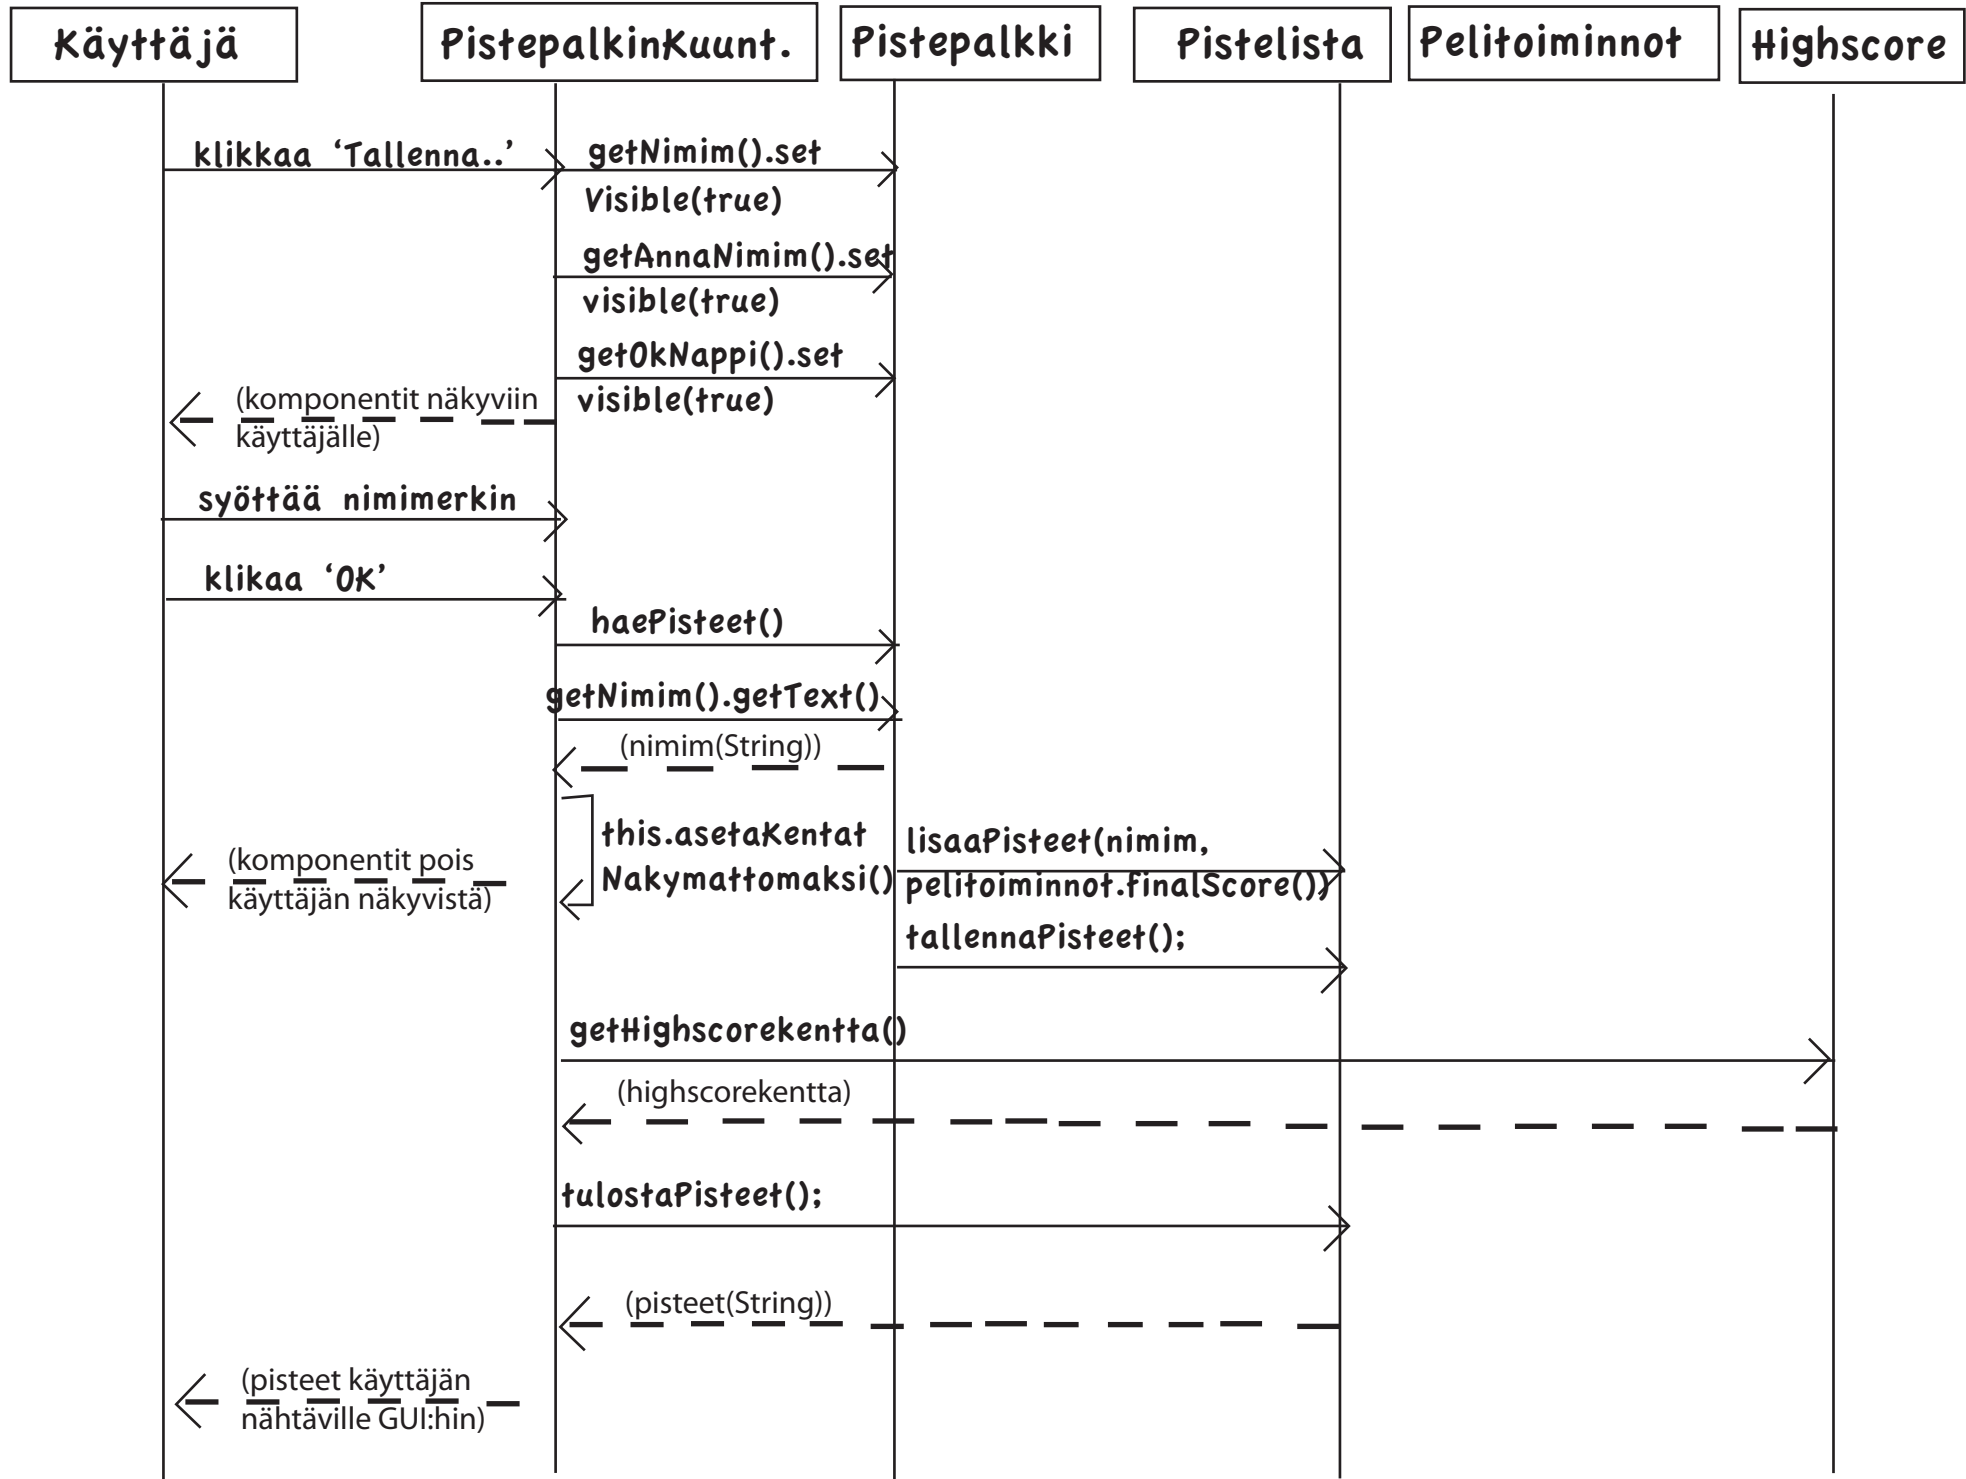 Käyttäjä
PistepalkinKuunt.
Pistepalkki
Pistelista
Pelitoiminnot
Highscore
klikkaa ‘Tallenna..’
getNimim().set
Visible(true)
getAnnaNimim().set
visible(true)
getOkNappi().set
visible(true)
(komponentit näkyviin
käyttäjälle)
syöttää nimimerkin
klikaa ‘OK’
haePisteet()
getNimim().getText()
(nimim(String))
this.asetaKentat
Nakymattomaksi()
lisaaPisteet(nimim,
pelitoiminnot.finalScore())
(komponentit pois
käyttäjän näkyvistä)
tallennaPisteet();
getHighscorekentta()
(highscorekentta)
tulostaPisteet();
(pisteet(String))
(pisteet käyttäjän
nähtäville GUI:hin)